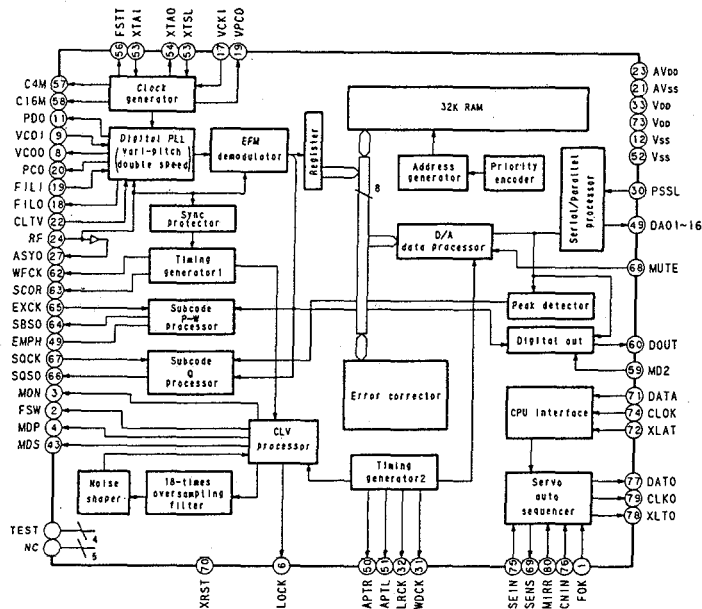 FSTT XTAI XTAO XTSL VCKI VPCO
56 53 54 53 17 19
C4M 57
C16M 58
PDO 11
VCOI 9
VCOO 8
PCO 20
FILI 19
FILO 18
CLTV 22
RF 24
ASYO 27
WFCK 62
SCOR 63
EXCK 65
SBSO 64
EMPH 49
SQCK 67
SQSO 66
MON 3
FSW 2
MDP 4
MDS 43
TEST 4
NC 5
Clock
generator
Digital PLL
(vari-pitch
double speed)
EFM
demodulator
Register
Sync
protector
Timing
generator1
Subcode
P-W
processor
Subcode
Q
processor
CLV
processor
Noise
shaper
18-times
oversampling
filter
32K RAM
Address
generator
Priority
encoder
8
D/A
data processor
Serial/Parallel
processor
Peak detector
Digital out
Error corrector
Timing
generator2
CPU interface
Servo
auto
sequencer
23 AVDD
21 AVSS
33 VDD
73 VDD
12 VSS
52 VSS
30 PSSL
49 DA01~16
68 MUTE
60 DOUT
59 MD2
71 DATA
74 CLOK
72 XLAT
77 DATO
79 CLKO
78 XLTO
70 6 50 51 32 31 75 69 80 76 1
XRST LOCK APTR APTL LRCK WDCK SEIN SENS MIRR CNIN FOK